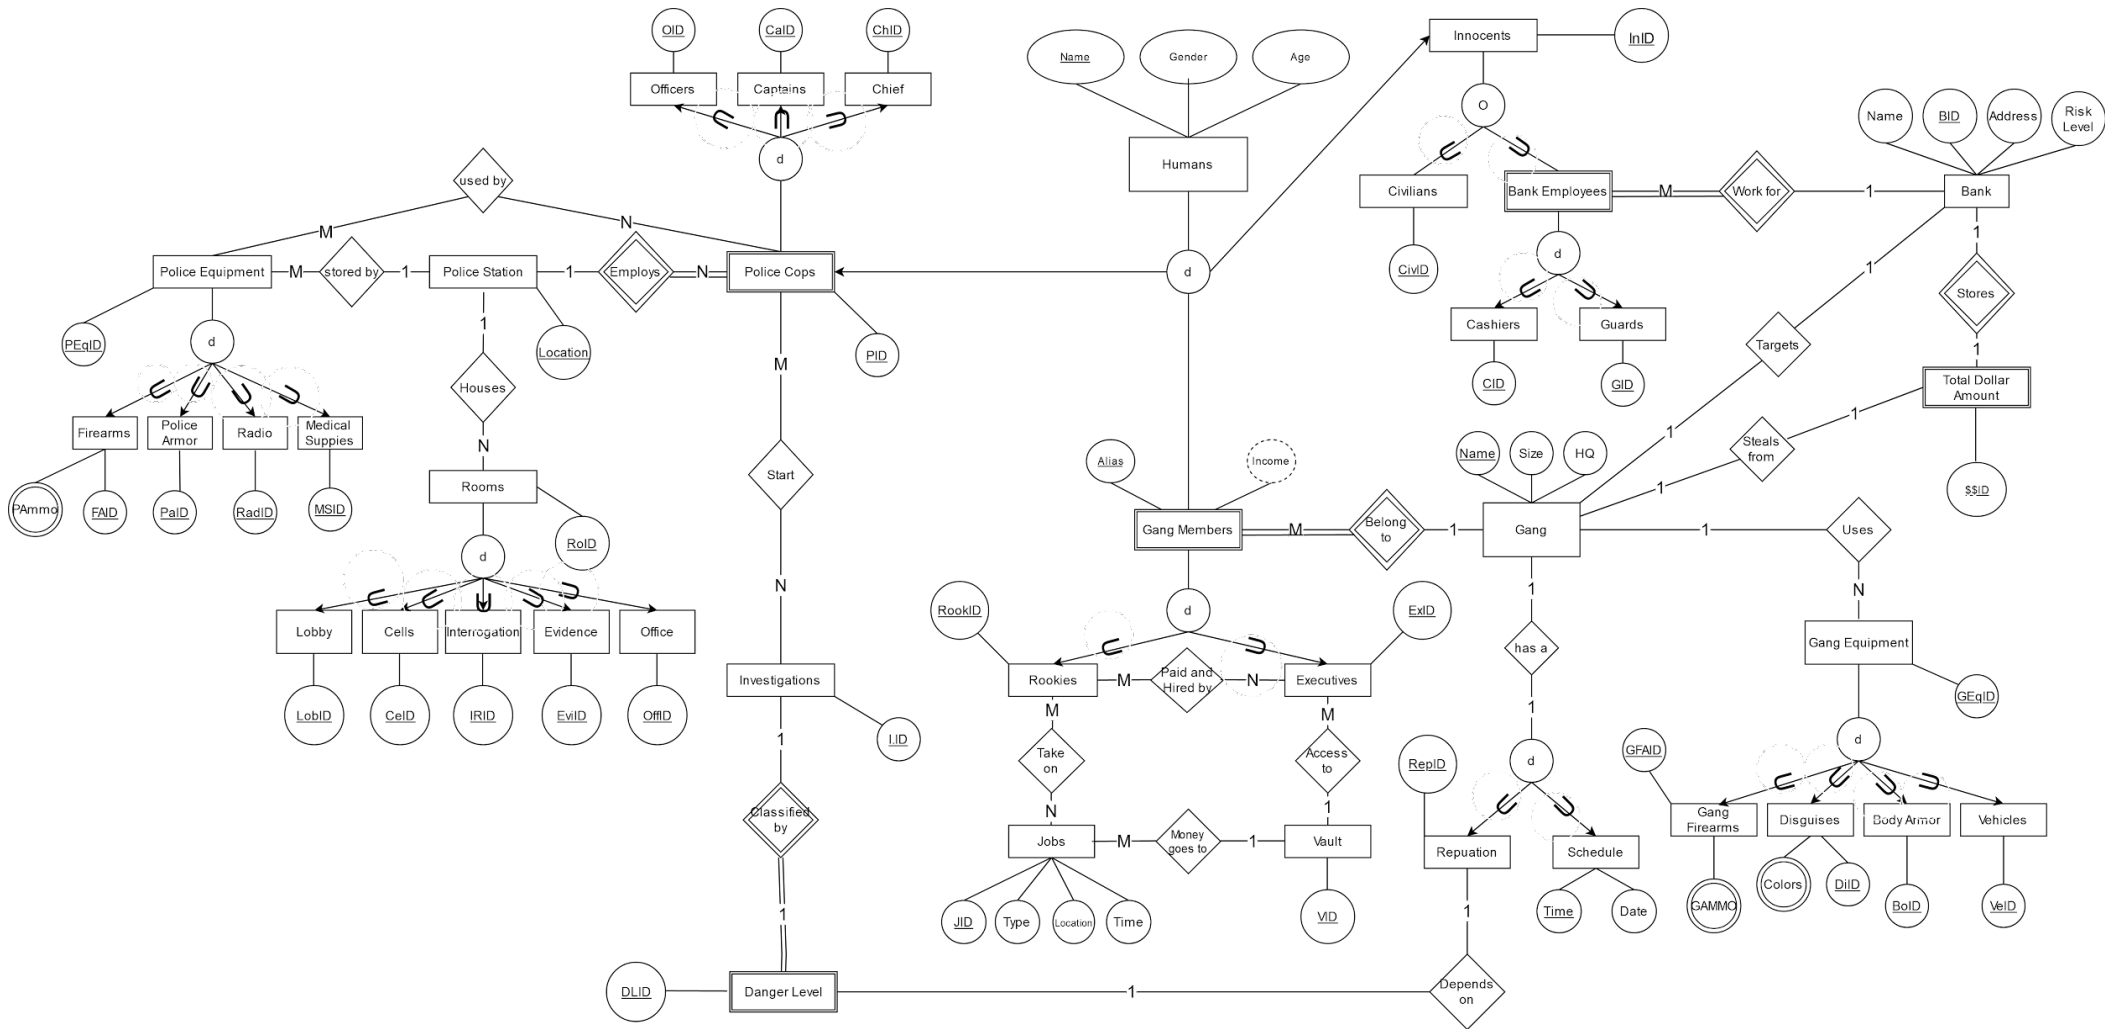 OID
CaID
ChID
Officers
Captains
Chief
d
Name
Gender
Age
Humans
Innocents
InID
O
Civilians
Bank Employees
M
Work for
1
Bank
Name
BID
Address
Risk
Level
CivID
d
Cashiers
Guards
CID
GID
1
Stores
1
Total Dollar
Amount
$$ID
1
Targets
1
1
Steals
from
1
used by
M
N
Police Equipment
M
stored by
1
Police Station
1
Employs
N
Police Cops
d
PEqID
d
Location
PID
Firearms
Police
Armor
Radio
Medical
Suppies
PAmmo
FAID
PaID
RadID
MSID
1
Houses
N
Rooms
RoID
d
Lobby
Cells
Interrogation
Evidence
Office
LobID
CeID
IRID
EviID
OffID
M
Start
N
Investigations
I.ID
1
Classified
by
1
Danger Level
DLID
1
Depends
on
1
Alias
Income
Gang Members
M
Belong
to
1
Gang
Name
Size
HQ
1
Uses
N
Gang Equipment
GEqID
d
RookID
ExID
d
Rookies
M
Paid and
Hired by
N
Executives
M
Take
on
N
M
Access
to
1
Jobs
M
Money
goes to
1
Vault
JID
Type
Location
Time
VID
1
has a
1
d
RepID
Repuation
Schedule
Time
Date
GFAID
Gang
Firearms
Disguises
Body Armor
Vehicles
GAMMO
Colors
DiID
BoID
VeID